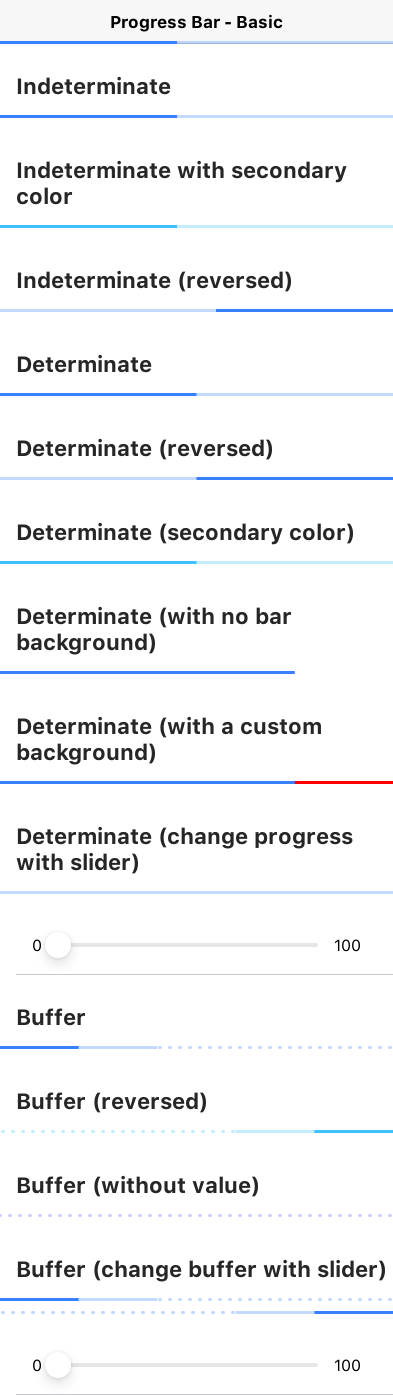 Progress Bar - Basic
Indeterminate
Indeterminate with secondary
color
Indeterminate (reversed)
Determinate
Determinate (reversed)
Determinate (secondary color)
Determinate (with no bar
background)
Determinate (with a custom
background)
Determinate (change progress
with slider)
0 100
Buffer
Buffer (reversed)
Buffer (without value)
Buffer (change buffer with slider)
0 100